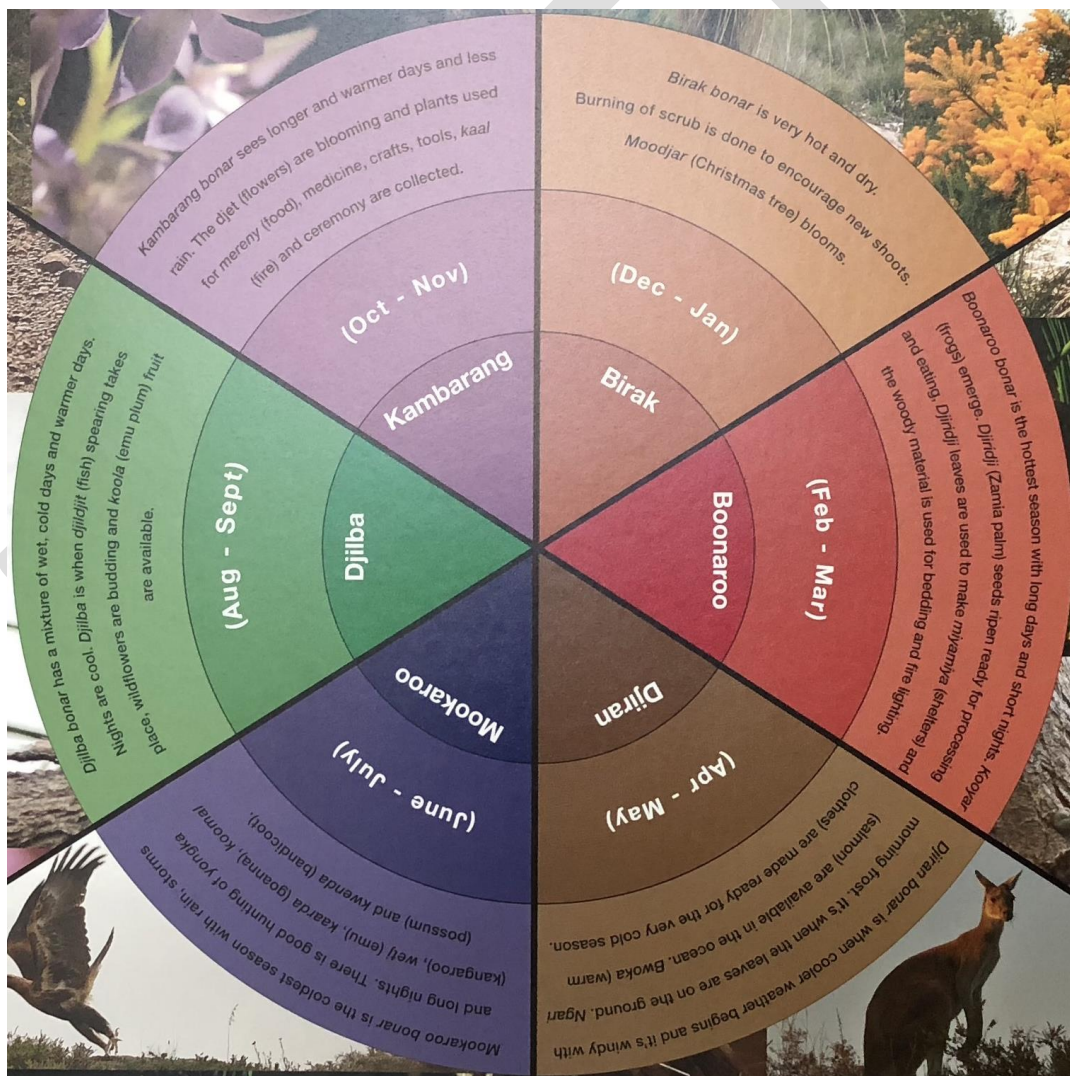 Birak bonar is very hot and dry.
Burning of scrub is done to encourage new shoots.
Moodjar (Christmas tree) blooms.
(Dec - Jan)
Birak
Boonaroo bonar is the hottest season with long days and short nights. Kooyar
(frogs) emerge. Djiridji (Zamia palm) seeds ripen ready for processing
and eating, Djiridji leaves are used to make miyamiya (shelters) and
the woody material is used for bedding and fire lighting.
(Feb - Mar)
Boonaroo
Djiran bonar is when cooler weather begins and it's windy with
morning frost. It's when the leaves are on the ground. Ngari
(salmon) are available in the ocean. Bwoka (warm
clothes) are made ready for the very cold season.
(Apr - May)
Djiran
Mookaroo bonar is the coldest season with rain, storms
and long nights. There is good hunting of yongka
(kangaroo), wetj (emu), kaarda (goanna), koomal
(possum) and kwenda (bandicoot).
(June - July)
Mookaroo
Djilba bonar has a mixture of wet, cold days and warmer days.
Nights are cool. Djilba is when djildjit (fish) spearing takes
place, wildflowers are budding and koola (emu plum) fruit
are available.
(Aug - Sept)
Djilba
Kambarang bonar sees longer and warmer days and less
rain. The djet (flowers) are blooming and plants used
for mereny (food), medicine, crafts, tools, kaal
(fire) and ceremony are collected.
(Oct - Nov)
Kambarang